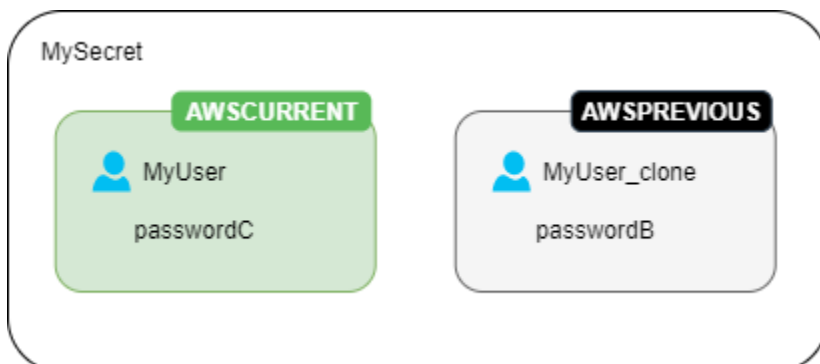 MySecret
AWSCURRENT
MyUser
passwordC
AWSPREVIOUS
MyUser_clone
passwordB